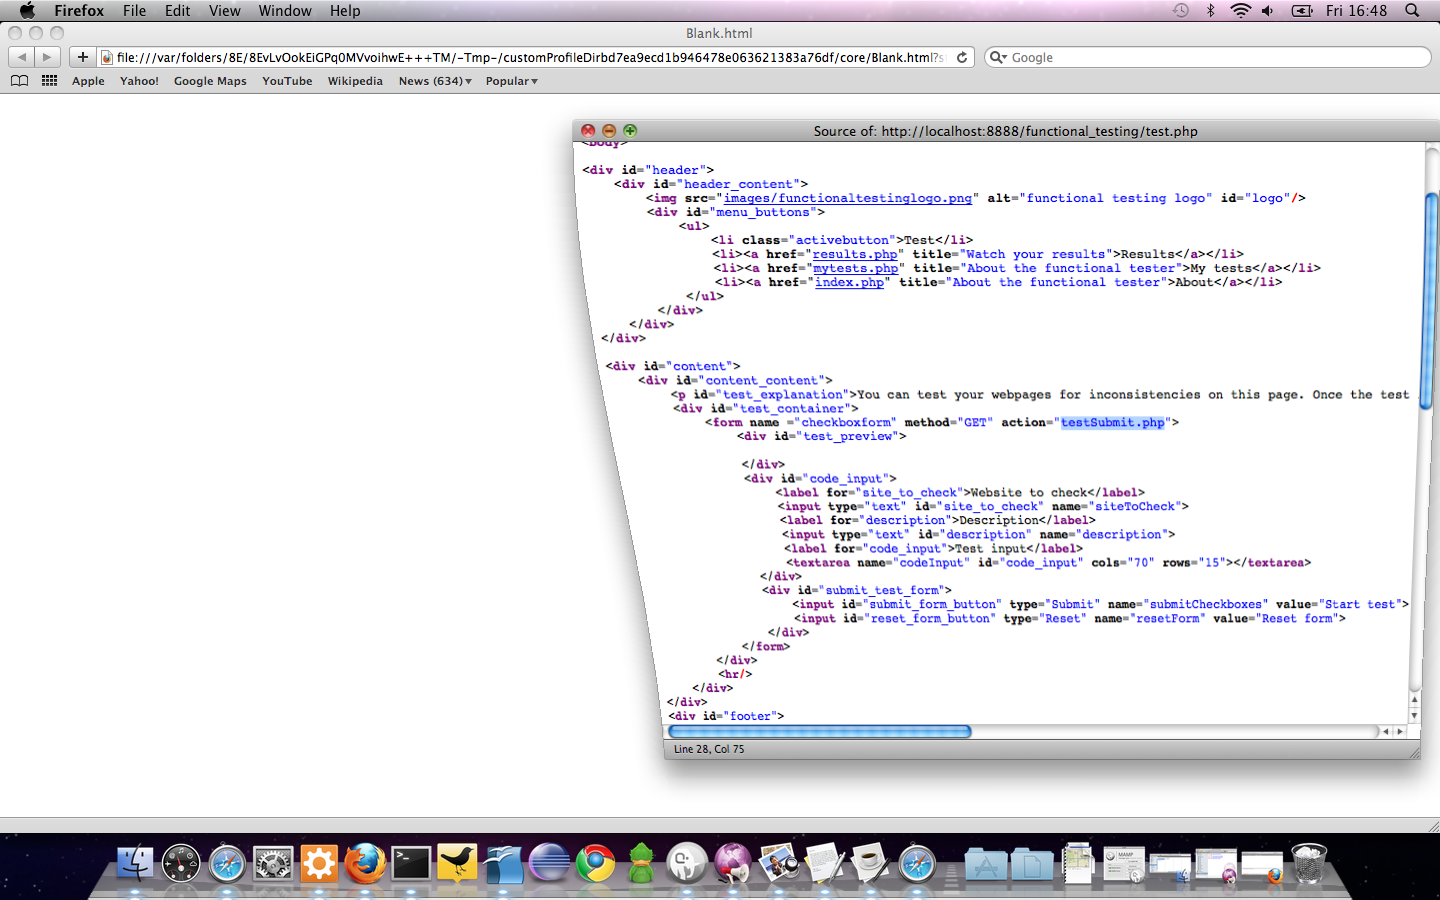 Firefox File Edit View Window Help Fri 16:48
Blank.html
file:///var/folders/8E/8EvLvOokEiGPq0MVvoihwE+++TM/-Tmp-/customProfileDirbd7ea9ecd1b946478e063621383a76df/core/Blank.html?s Google
Apple Yahoo! Google Maps YouTube Wikipedia News (634) Popular
Source of: http://localhost:8888/functional_testing/test.php
<body>
<div id="header">
<div id="header_content">
<img src="images/functionaltestinglogo.png" alt="functional testing logo" id="logo"/>
<div id="menu_buttons">
<ul>
<li class="activebutton">Test</li>
<li><a href="results.php" title="Watch your results">Results</a></li>
<li><a href="mytests.php" title="About the functional tester">My tests</a></li>
<li><a href="index.php" title="About the functional tester">About</a></li>
</ul>
</div>
</div>
</div>
<div id="content">
<div id="content_content">
<p id="test_explanation">You can test your webpages for inconsistencies on this page. Once the test
<div id="test_container">
<form name ="checkboxform" method="GET" action="testSubmit.php">
<div id="test_preview">
</div>
<div id="code_input">
<label for="site_to_check">Website to check</label>
<input type="text" id="site_to_check" name="siteToCheck">
<label for="description">Description</label>
<input type="text" id="description" name="description">
<label for="code_input">Test input</label>
<textarea name="codeInput" id="code_input" cols="70" rows="15"></textarea>
</div>
<div id="submit_test_form">
<input id="submit_form_button" type="Submit" name="submitCheckboxes" value="Start test">
<input id="reset_form_button" type="Reset" name="resetForm" value="Reset form">
</div>
</form>
</div>
<hr/>
</div>
</div>
<div id="footer">
Line 28, Col 75